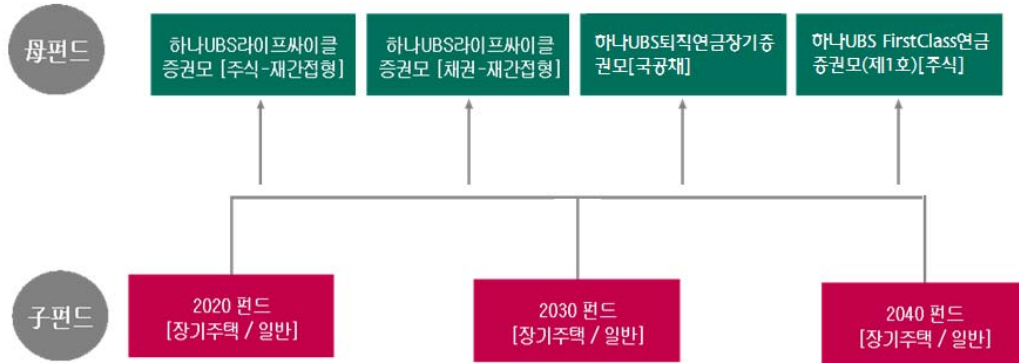 母펀드
하나UBS라이프싸이클
증권모 [주식-재간접형]
하나UBS라이프싸이클
증권모 [채권-재간접형]
하나UBS퇴직연금장기증
권모[국공채]
하나UBS FirstClass연금
증권모(제1호)[주식]
子펀드
2020 펀드
[장기주택 / 일반]
2030 펀드
[장기주택 / 일반]
2040 펀드
[장기주택 / 일반]